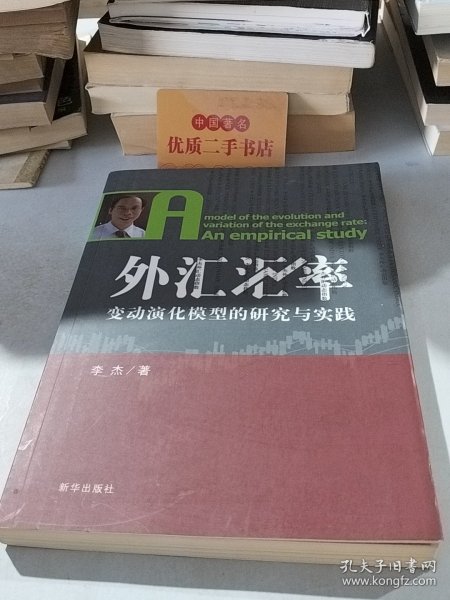 中国著名
优质二手书店
A model of the evolution and
variation of the exchange rate:
An empirical study
外汇汇率
变动演化模型的研究与实践
李 杰/著
新华出版社
孔夫子旧书网
www.kongfz.com